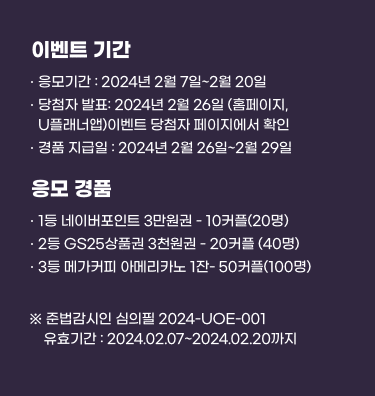 이벤트 기간
· 응모기간 : 2024년 2월 7일~2월 20일
· 당첨자 발표: 2024년 2월 26일 (홈페이지,
U플래너앱)이벤트 당첨자 페이지에서 확인
· 경품 지급일 : 2024년 2월 26일~2월 29일
응모 경품
· 1등 네이버포인트 3만원권 - 10커플(20명)
· 2등 GS25상품권 3천원권 - 20커플 (40명)
· 3등 메가커피 아메리카노 1잔- 50커플(100명)
※ 준법감시인 심의필 2024-UOE-001
유효기간 : 2024.02.07~2024.02.20까지